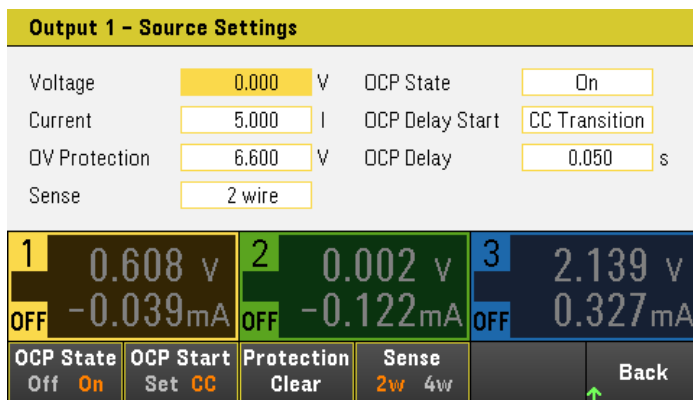 Output 1 – Source Settings
Voltage 0.000 V OCP State On
Current 5.000 I OCP Delay Start CC Transition
OV Protection 6.600 V OCP Delay 0.050 s
Sense 2 wire
1 0.608 V 2 0.002 V 3 2.139 V
OFF -0.039mA OFF -0.122mA OFF 0.327mA
OCP State OCP Start Protection Sense
Off On Set CC Clear 2w 4w Back